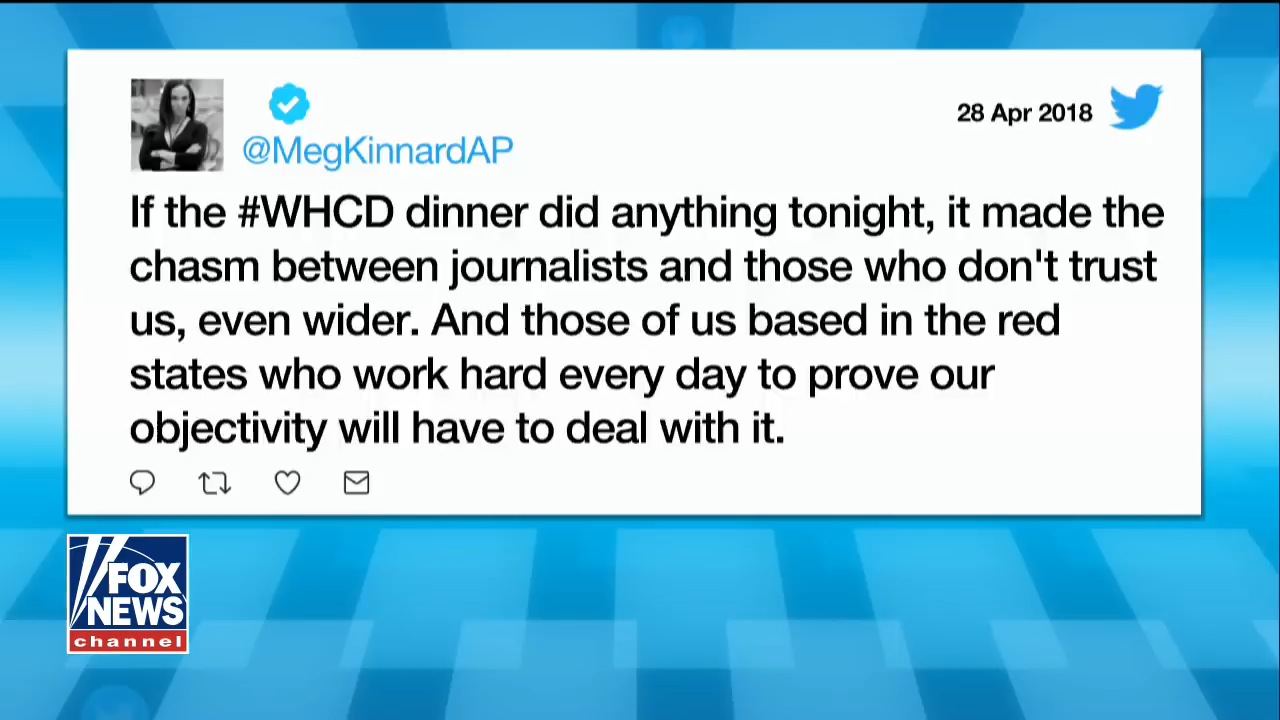 @MegKinnardAP
28 Apr 2018
If the #WHCD dinner did anything tonight, it made the
chasm between journalists and those who don't trust
us, even wider. And those of us based in the red
states who work hard every day to prove our
objectivity will have to deal with it.
FOX
NEWS
channel